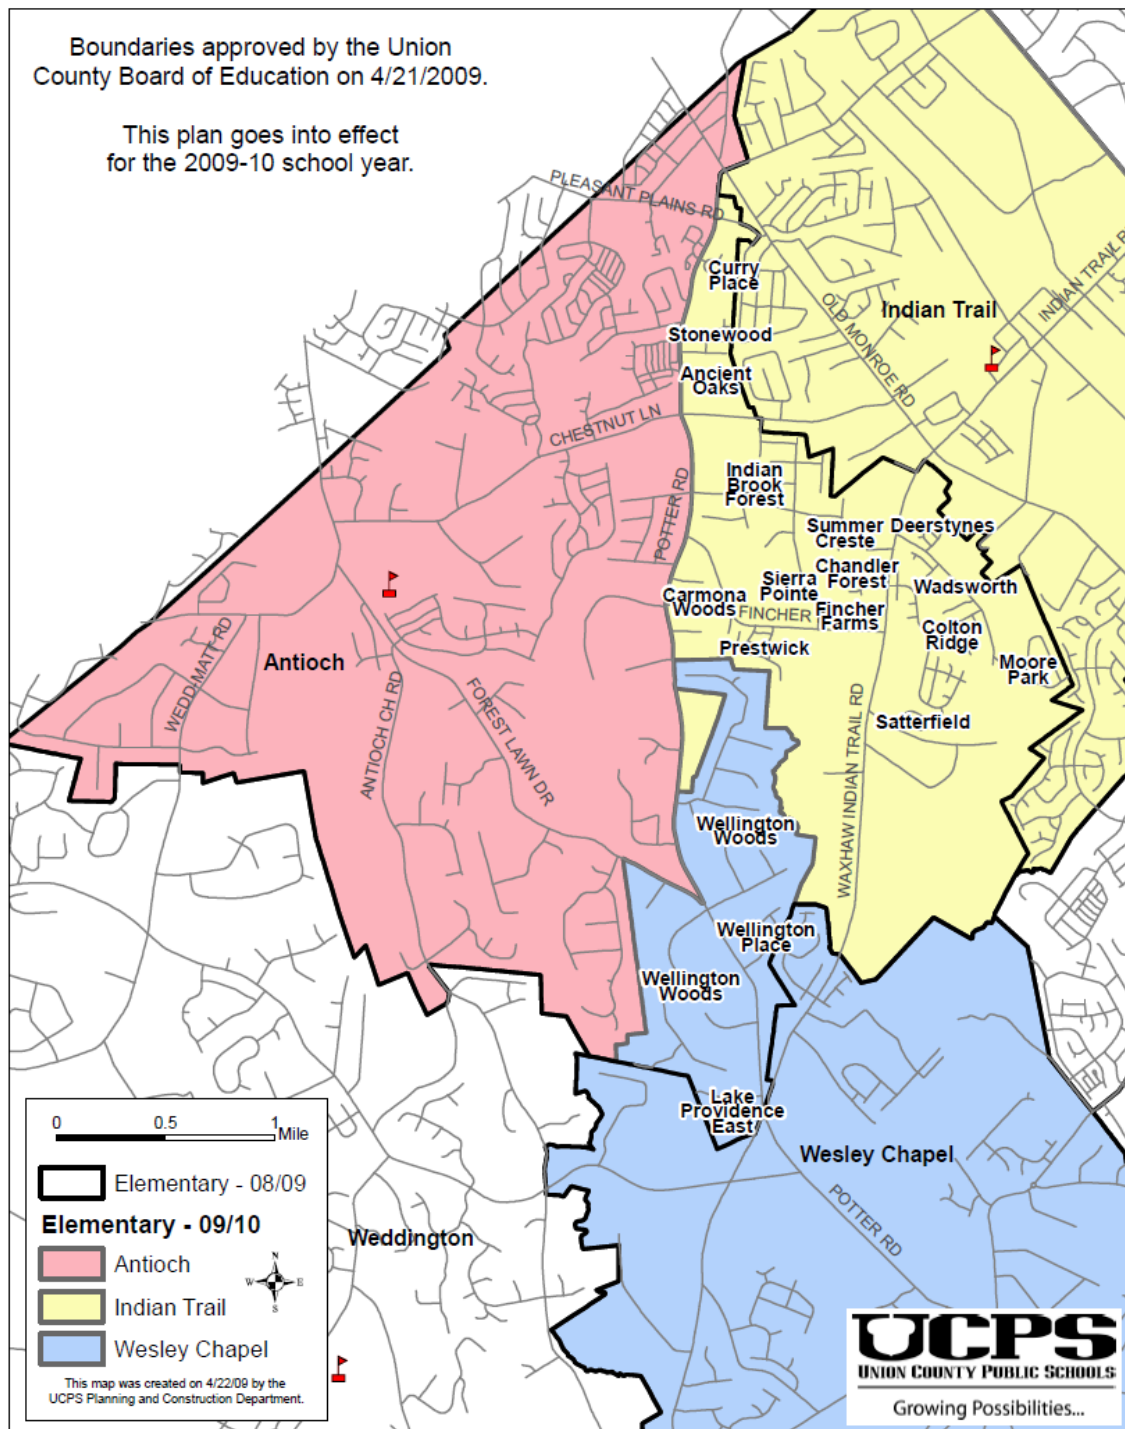 Boundaries approved by the Union
County Board of Education on 4/21/2009.
This plan goes into effect
for the 2009-10 school year.
PLEASANT PLAINS RD
Curry
Place
INDIAN TRAIL R
OLD MONROE RD
Indian Trail
Stonewood
Ancient
Oaks
CHESTNUT LN
Indian
Brook
Forest
POTTER RD
Summer
Creste
Deerstynes
Chandler
Forest
Sierra
Pointe
Wadsworth
Carmona
Woods
FINCHER
Fincher
Farms
Colton
Ridge
Prestwick
Moore
Park
WEDD-MATT RD
Antioch
ANTIOCH CH RD
FOREST LAWN DR
Satterfield
WAXHAW INDIAN TRAIL RD
Wellington
Woods
Wellington
Place
Wellington
Woods
Lake
Providence
East
Wesley Chapel
POTTER RD
Weddington
0 0.5 1
Mile
Elementary - 08/09
Elementary - 09/10
Antioch
Indian Trail
Wesley Chapel
N
W E
S
This map was created on 4/22/09 by the
UCPS Planning and Construction Department.
UCPS
UNION COUNTY PUBLIC SCHOOLS
Growing Possibilities...